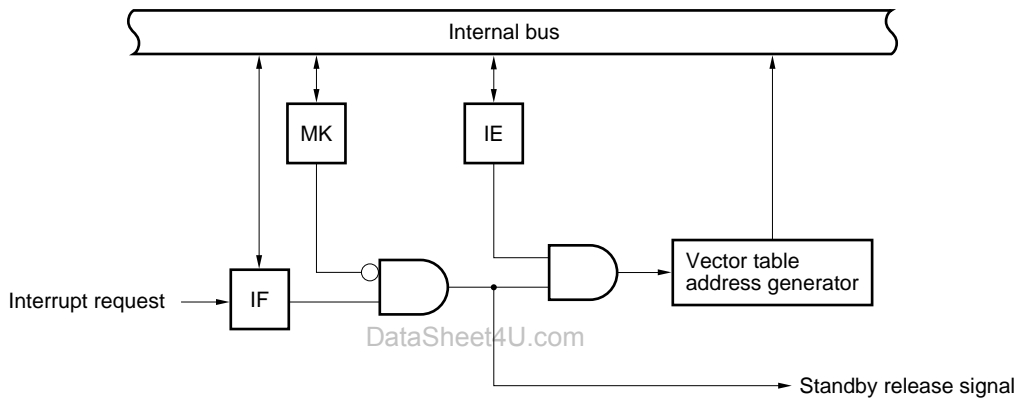 Internal bus
MK
IE
Vector table
address generator
Interrupt request
IF
DataSheet4U.com
Standby release signal